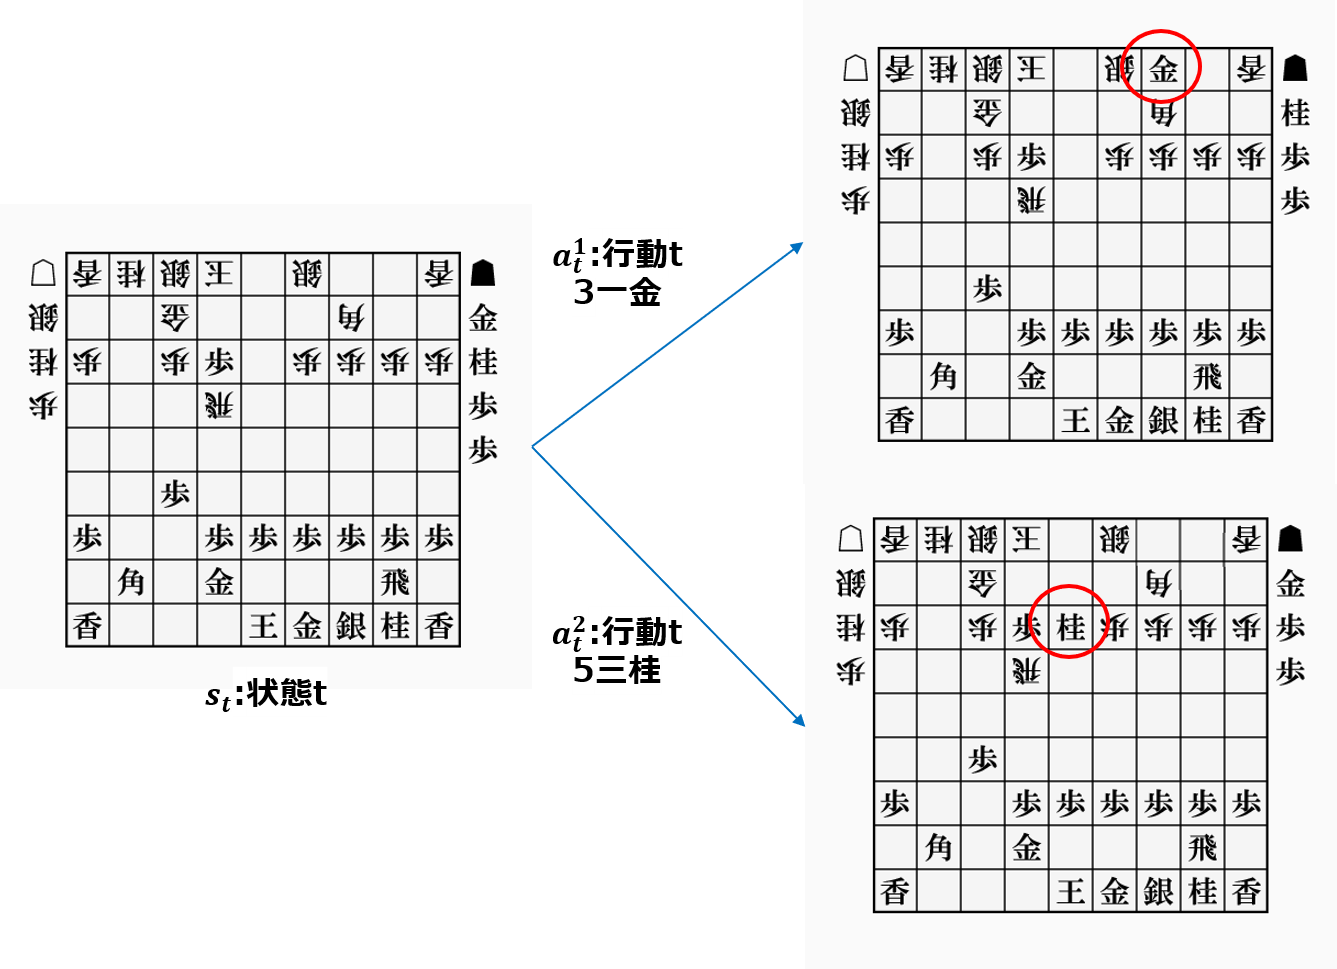 香 桂 銀 王 銀 香
銀 金 角 金
桂 歩 歩 歩 歩 歩 歩 歩 桂
歩 飛 歩
歩
歩
歩 歩 歩 歩 歩 歩 歩
角 金 飛
香 王 金 銀 桂 香
s_t:状態t
a_t^1:行動t
3一金
香 桂 銀 王 銀 金 香
銀 金 角 桂
桂 歩 歩 歩 歩 歩 歩 歩 歩
歩 飛 歩
歩
歩 歩 歩 歩 歩 歩 歩
角 金 飛
香 王 金 銀 桂 香
a_t^2:行動t
5三桂
香 桂 銀 王 銀 香
銀 金 角 金
桂 歩 歩 歩 桂 歩 歩 歩 歩 歩
歩 飛 歩
歩
歩 歩 歩 歩 歩 歩 歩
角 金 飛
香 王 金 銀 桂 香